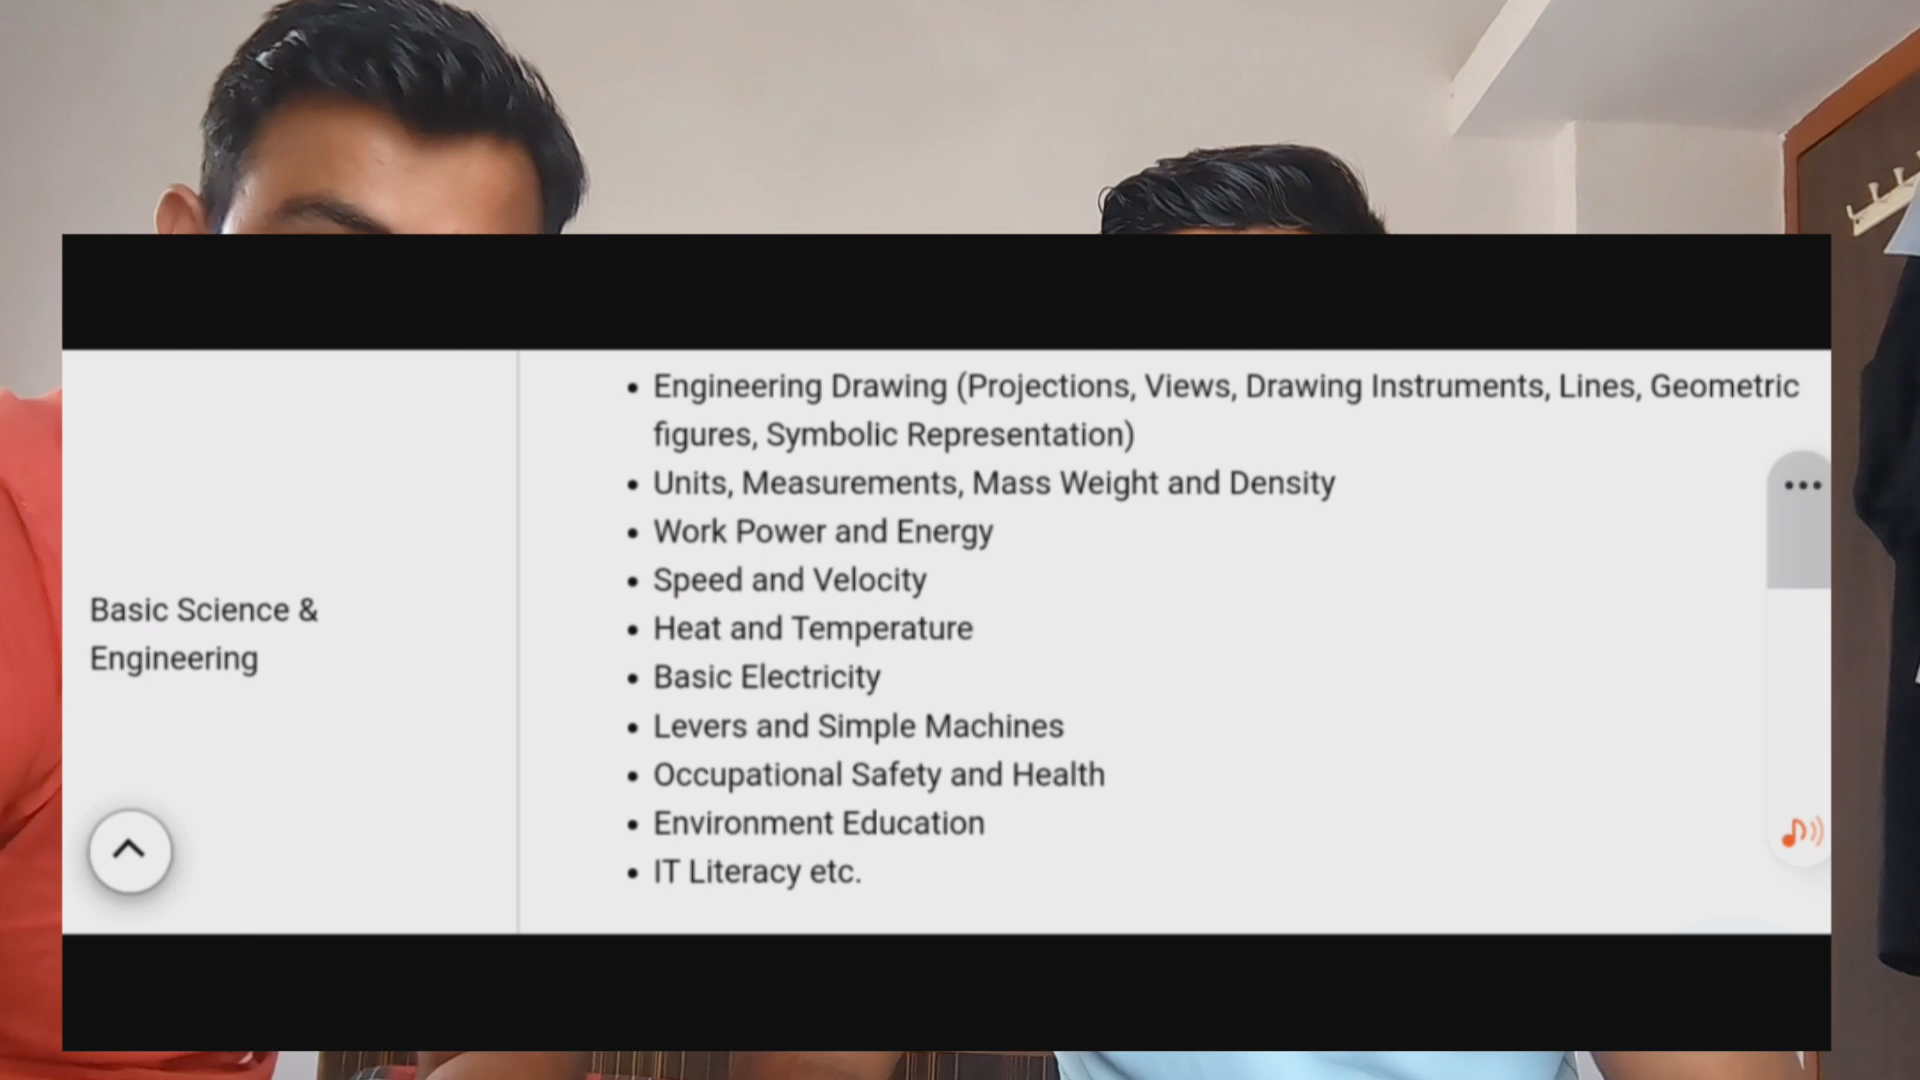 Basic Science &
Engineering
• Engineering Drawing (Projections, Views, Drawing Instruments, Lines, Geometric
figures, Symbolic Representation)
• Units, Measurements, Mass Weight and Density
• Work Power and Energy
• Speed and Velocity
• Heat and Temperature
• Basic Electricity
• Levers and Simple Machines
• Occupational Safety and Health
• Environment Education
• IT Literacy etc.